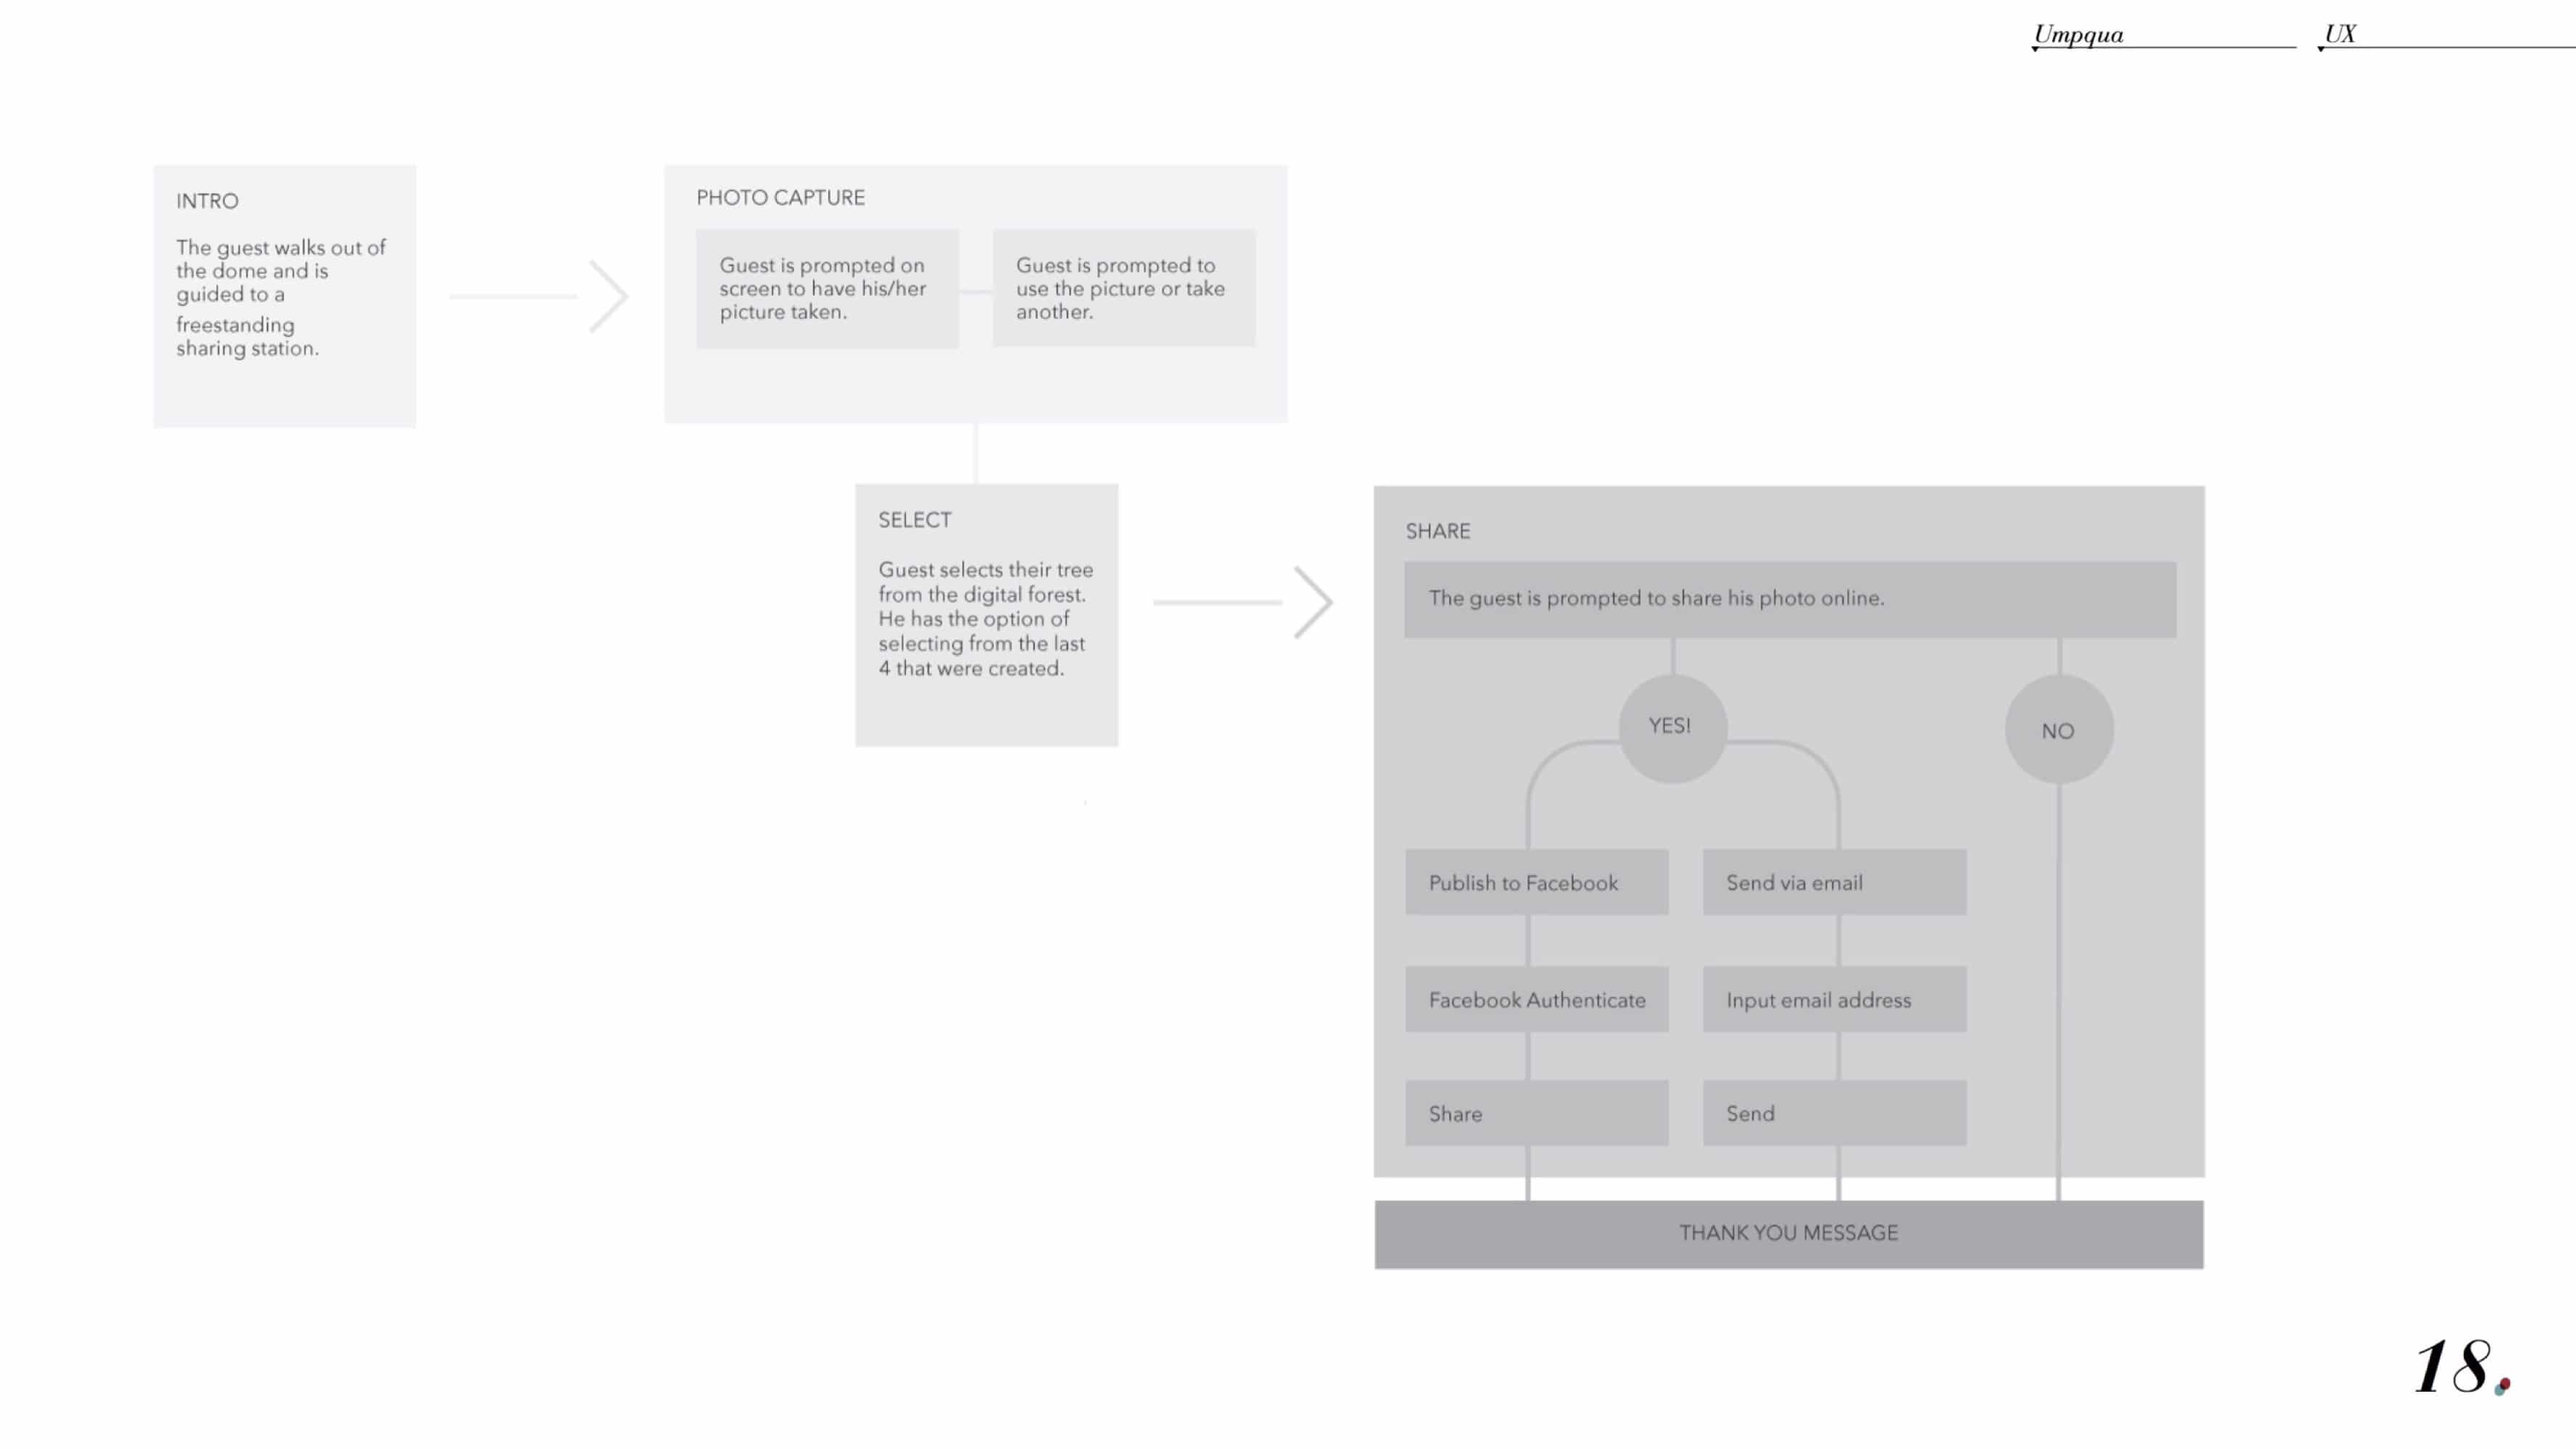 Umpqua
UX
INTRO
The guest walks out of
the dome and is
guided to a
freestanding
sharing station.
PHOTO CAPTURE
Guest is prompted on
screen to have his/her
picture taken.
Guest is prompted to
use the picture or take
another.
SELECT
Guest selects their tree
from the digital forest.
He has the option of
selecting from the last
4 that were created.
SHARE
The guest is prompted to share his photo online.
YES!
NO
Publish to Facebook
Send via email
Facebook Authenticate
Input email address
Share
Send
THANK YOU MESSAGE
18.